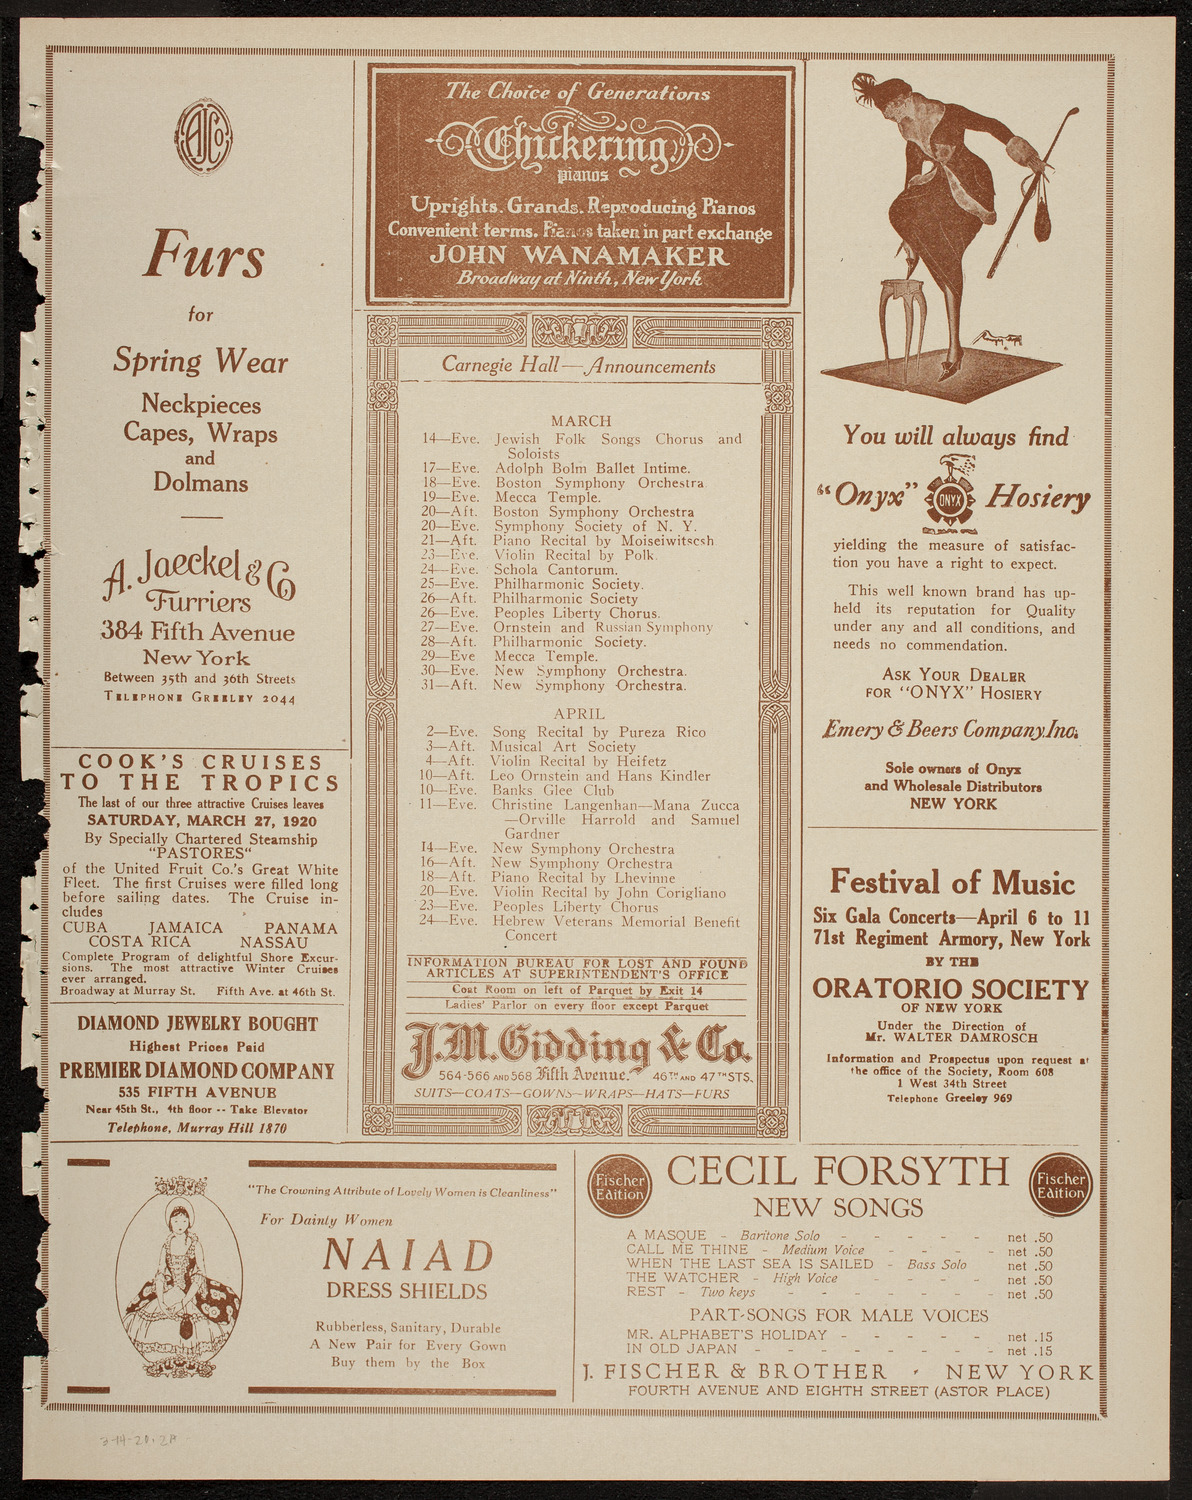 AJCo
Furs
for
Spring Wear
Neckpieces
Capes, Wraps
and
Dolmans
A. Jaeckel & Co
Furriers
384 Fifth Avenue
New York
Between 35th and 36th Streets
TELEPHONE GREELEY 2044
COOK'S CRUISES
TO THE TROPICS
The last of our three attractive Cruises leaves
SATURDAY, MARCH 27, 1920
By Specially Chartered Steamship
"PASTORES"
of the United Fruit Co.'s Great White
Fleet. The first Cruises were filled long
before sailing dates. The Cruise in-
cludes
CUBA JAMAICA PANAMA
COSTA RICA NASSAU
Complete Program of delightful Shore Excur-
sions. The most attractive Winter Cruises
ever arranged.
Broadway at Murray St. Fifth Ave. at 46th St.
DIAMOND JEWELRY BOUGHT
Highest Prices Paid
PREMIER DIAMOND COMPANY
535 FIFTH AVENUE
Near 45th St., 4th floor -- Take Elevator
Telephone, Murray Hill 1870
The Choice of Generations
Chickering
pianos
Uprights. Grands. Reproducing Pianos
Convenient terms. Pianos taken in part exchange
JOHN WANAMAKER
Broadway at Ninth, New York
Carnegie Hall—Announcements
MARCH
14—Eve. Jewish Folk Songs Chorus and
Soloists
17—Eve. Adolph Bolm Ballet Intime.
18—Eve. Boston Symphony Orchestra
19—Eve. Mecca Temple.
20—Aft. Boston Symphony Orchestra
20—Eve. Symphony Society of N. Y.
21—Aft. Piano Recital by Moiseiwitscsh
23—Eve. Violin Recital by Polk.
24—Eve. Schola Cantorum.
25—Eve. Philharmonic Society.
26—Aft. Philharmonic Society
26—Eve. Peoples Liberty Chorus.
27—Eve. Ornstein and Russian Symphony
28—Aft. Philharmonic Society.
29—Eve Mecca Temple.
30—Eve. New Symphony Orchestra.
31—Aft. New Symphony Orchestra.
APRIL
2—Eve. Song Recital by Pureza Rico
3—Aft. Musical Art Society
4—Aft. Violin Recital by Heifetz
10—Aft. Leo Ornstein and Hans Kindler
10—Eve. Banks Glee Club
11—Eve. Christine Langenhan—Mana Zucca
—Orville Harrold and Samuel
Gardner
14—Eve. New Symphony Orchestra
16—Aft. New Symphony Orchestra
18—Aft. Piano Recital by Lhevinne
20—Eve. Violin Recital by John Corigliano
23—Eve. Peoples Liberty Chorus
24—Eve. Hebrew Veterans Memorial Benefit
Concert
INFORMATION BUREAU FOR LOST AND FOUND
ARTICLES AT SUPERINTENDENT'S OFFICE
Coat Room on left of Parquet by Exit 14
Ladies' Parlor on every floor except Parquet
J.M. Gidding & Co.
564-566 AND 568 Fifth Avenue. 46TH AND 47TH STS.
SUITS—COATS—GOWNS—WRAPS—HATS—FURS
You will always find
"Onyx" ONYX Hosiery
yielding the measure of satisfac-
tion you have a right to expect.
This well known brand has up-
held its reputation for Quality
under any and all conditions, and
needs no commendation.
ASK YOUR DEALER
FOR "ONYX" HOSIERY
Emery & Beers Company, Inc.
Sole owners of Onyx
and Wholesale Distributors
NEW YORK
Festival of Music
Six Gala Concerts—April 6 to 11
71st Regiment Armory, New York
BY THE
ORATORIO SOCIETY
OF NEW YORK
Under the Direction of
Mr. WALTER DAMROSCH
Information and Prospectus upon request at
the office of the Society, Room 608
1 West 34th Street
Telephone Greeley 969
"The Crowning Attribute of Lovely Women is Cleanliness"
For Dainty Women
NAIAD
DRESS SHIELDS
Rubberless, Sanitary, Durable
A New Pair for Every Gown
Buy them by the Box
Fischer Edition
CECIL FORSYTH
Fischer Edition
NEW SONGS
A MASQUE - Baritone Solo - - - - - net .50
CALL ME THINE - Medium Voice - - - - net .50
WHEN THE LAST SEA IS SAILED - Bass Solo net .50
THE WATCHER - High Voice - - - - net .50
REST - Two keys - - - - - - - net .50
PART-SONGS FOR MALE VOICES
MR. ALPHABET'S HOLIDAY - - - - - net .15
IN OLD JAPAN - - - - - - - - net .15
J. FISCHER & BROTHER · NEW YORK
FOURTH AVENUE AND EIGHTH STREET (ASTOR PLACE)
3-14-20.2A